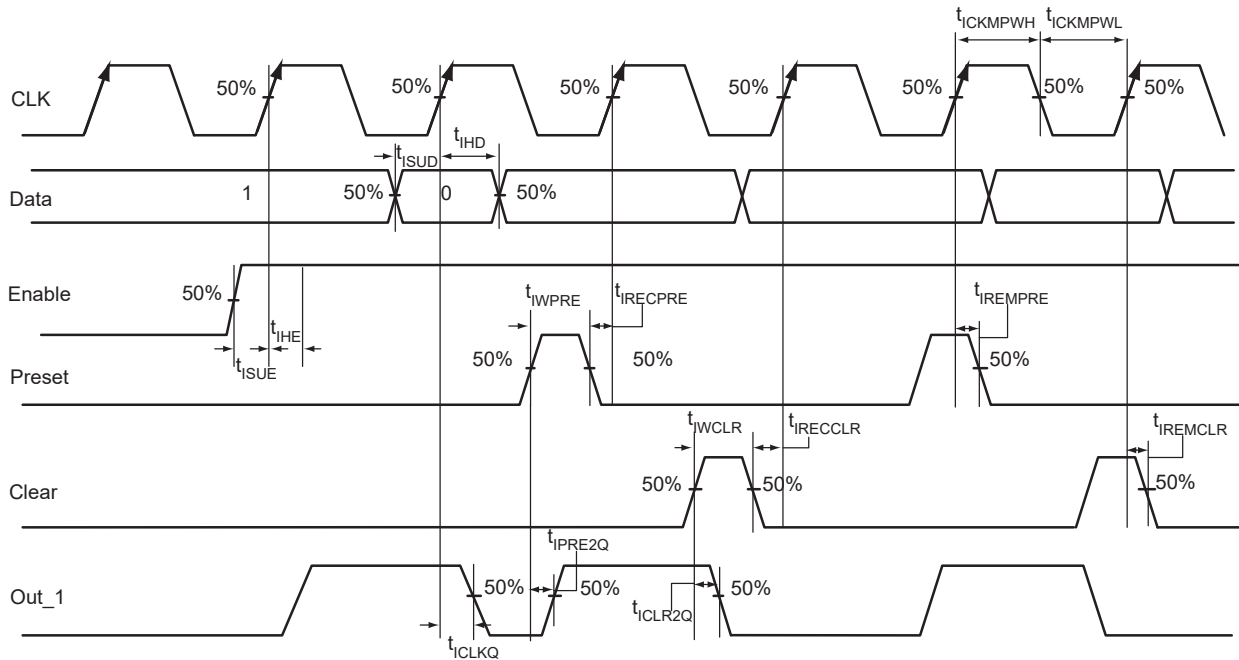 tICKMPWH tICKMPWL
CLK 50% 50% 50% 50% 50% 50% 50%
tISUD tIHD
Data 1 50% 0 50%
Enable 50%
tIWPRE tIRECPRE tIREMPRE
tIHE
tISUE
Preset 50% 50% 50%
tIWCLR tIRECCLR tIREMCLR
Clear 50% 50% 50%
tIPRE2Q
Out_1 50% 50% 50%
tICLR2Q
tICLKQ